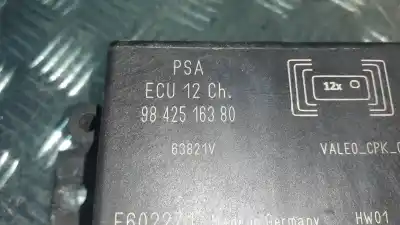 PSA
ECU 12 Ch.
12x
98 425 163 80
63821V VALEO_CPK_
Made in Germany HW01